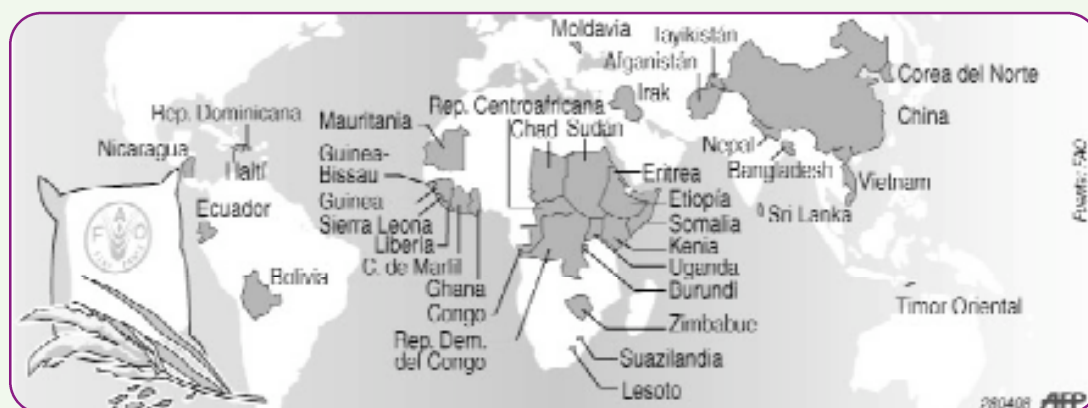 Moldavia
Tayikistán
Afganistán
Corea del Norte
Irak
China
Rep. Centroafricana
Chad Sudán
Rep. Dominicana
Mauritania
Nicaragua
Haití
Nepal
Bangladesh
Guinea-
Bissau
Eritrea
Vietnam
Guinea
Etiopía
Ecuador
Sri Lanka
Sierra Leona
Somalia
Liberia
Kenia
C. de Marfil
Uganda
Bolivia
Ghana
Durundi
Congo
Timor Oriental
Zimbabue
Rep. Dem.
del Congo
Suazilandia
Lesoto
Fuente: FAO
F A O
280408 AFP